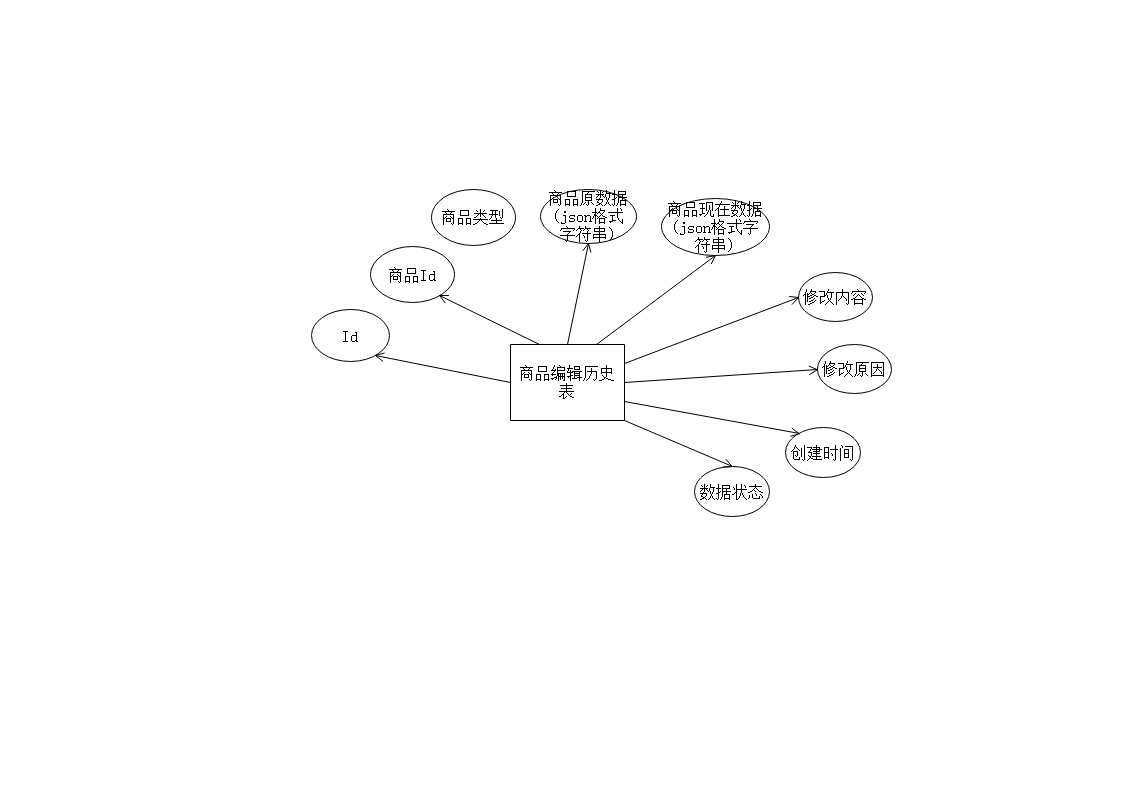 商品类型
商品原数据
（json格式
字符串）
商品现在数据
（json格式字
符串）
商品Id
修改内容
Id
修改原因
商品编辑历史
表
创建时间
数据状态